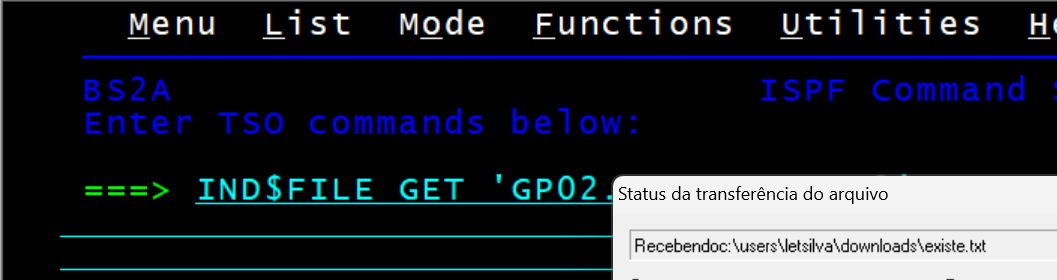 Menu List Mode Functions Utilities
BS2A ISPF Command
Enter TSO commands below:
===> IND$FILE GET 'GP02.
Status da transferência do arquivo
Recebendoc:\users\letsilva\downloads\existe.txt